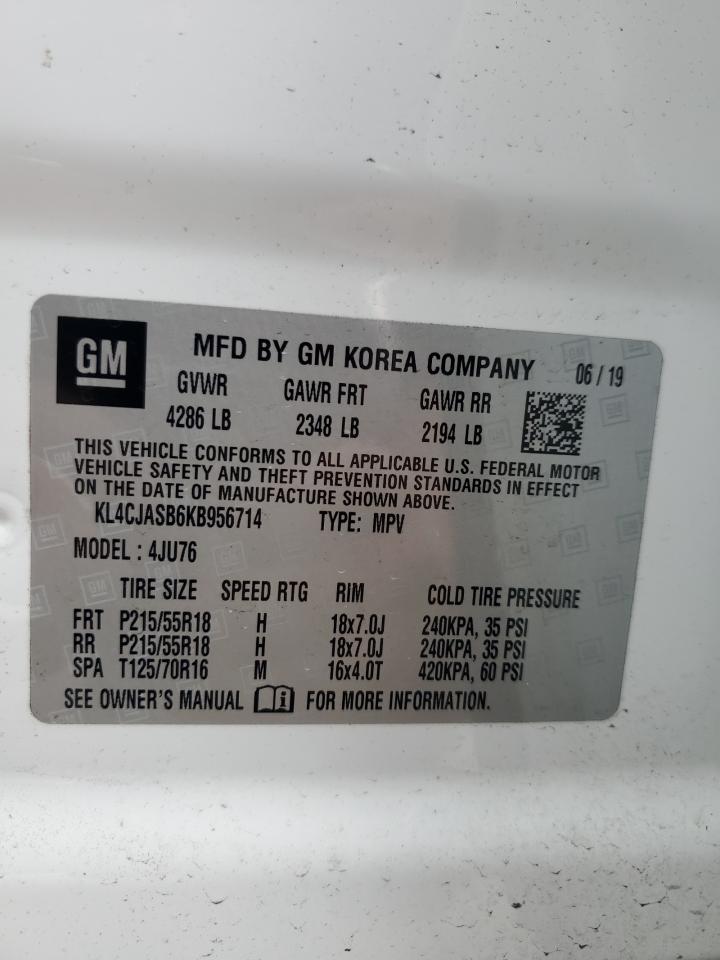 GM MFD BY GM KOREA COMPANY 06 / 19
GVWR GAWR FRT GAWR RR
4286 LB 2348 LB 2194 LB
THIS VEHICLE CONFORMS TO ALL APPLICABLE U.S. FEDERAL MOTOR
VEHICLE SAFETY AND THEFT PREVENTION STANDARDS IN EFFECT
ON THE DATE OF MANUFACTURE SHOWN ABOVE.
KL4CJASB6KB956714 TYPE: MPV
MODEL : 4JU76
TIRE SIZE SPEED RTG RIM COLD TIRE PRESSURE
FRT P215/55R18 H 18x7.0J 240KPA, 35 PSI
RR P215/55R18 H 18x7.0J 240KPA, 35 PSI
SPA T125/70R16 M 16x4.0T 420KPA, 60 PSI
SEE OWNER'S MANUAL i FOR MORE INFORMATION.